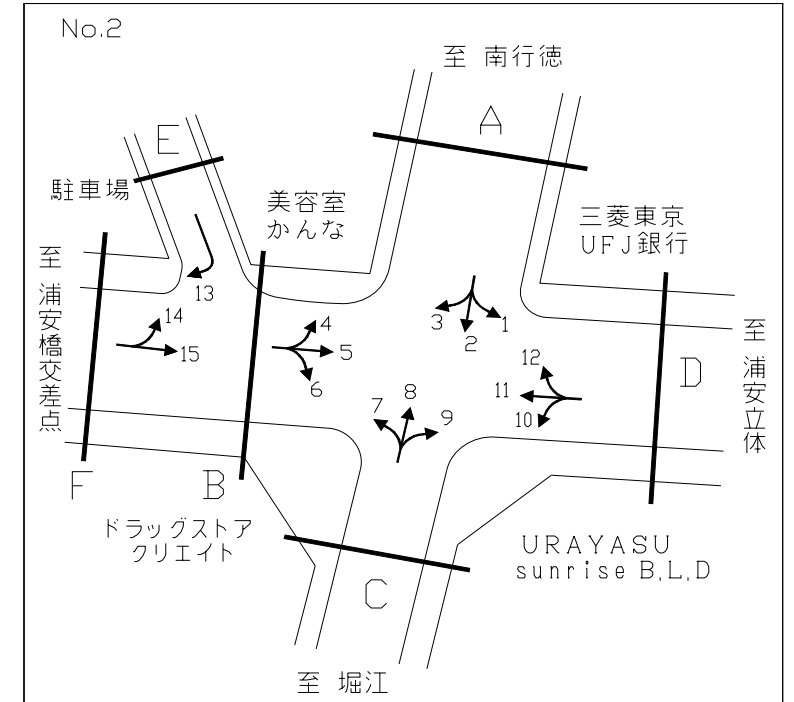 No.2
至 南行徳
A
E
駐車場
美容室
かんな
三菱東京
UFJ銀行
至 浦安橋交差点
13
14
15
4
5
6
3
2
1
12
11
10
D
至 浦安立体
7
8
9
F
B
ドラッグストア
クリエイト
C
URAYASU
sunrise B,L,D
至 堀江